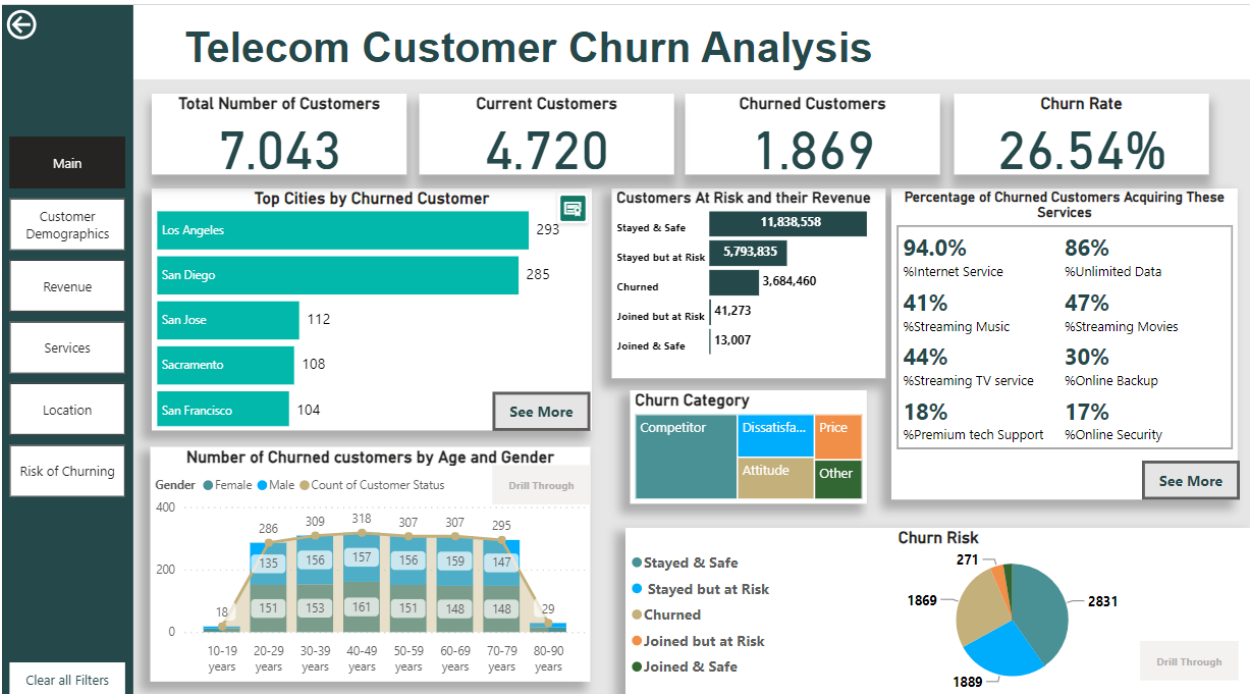 Telecom Customer Churn Analysis
Total Number of Customers
7.043
Current Customers
4.720
Churned Customers
1.869
Churn Rate
26.54%
Main
Customer
Demographics
Revenue
Services
Location
Risk of Churning
Clear all Filters
Top Cities by Churned Customer
Los Angeles 293
San Diego 285
San Jose 112
Sacramento 108
San Francisco 104
See More
Customers At Risk and their Revenue
Stayed & Safe 11,838,558
Stayed but at Risk 5,793,835
Churned 3,684,460
Joined but at Risk 41,273
Joined & Safe 13,007
Percentage of Churned Customers Acquiring These
Services
94.0% 86%
%Internet Service %Unlimited Data
41% 47%
%Streaming Music %Streaming Movies
44% 30%
%Streaming TV service %Online Backup
18% 17%
%Premium tech Support %Online Security
See More
Churn Category
Competitor Dissatisfa... Price
Attitude Other
Number of Churned customers by Age and Gender
Gender Female Male Count of Customer Status
Drill Through
400
286 309 318 307 307 295
135 156 157 156 159 147
200
151 153 161 151 148 148
18 29
0
10-19 20-29 30-39 40-49 50-59 60-69 70-79 80-90
years years years years years years years years
Churn Risk
Stayed & Safe
Stayed but at Risk
Churned
Joined but at Risk
Joined & Safe
271
1869
2831
1889
Drill Through